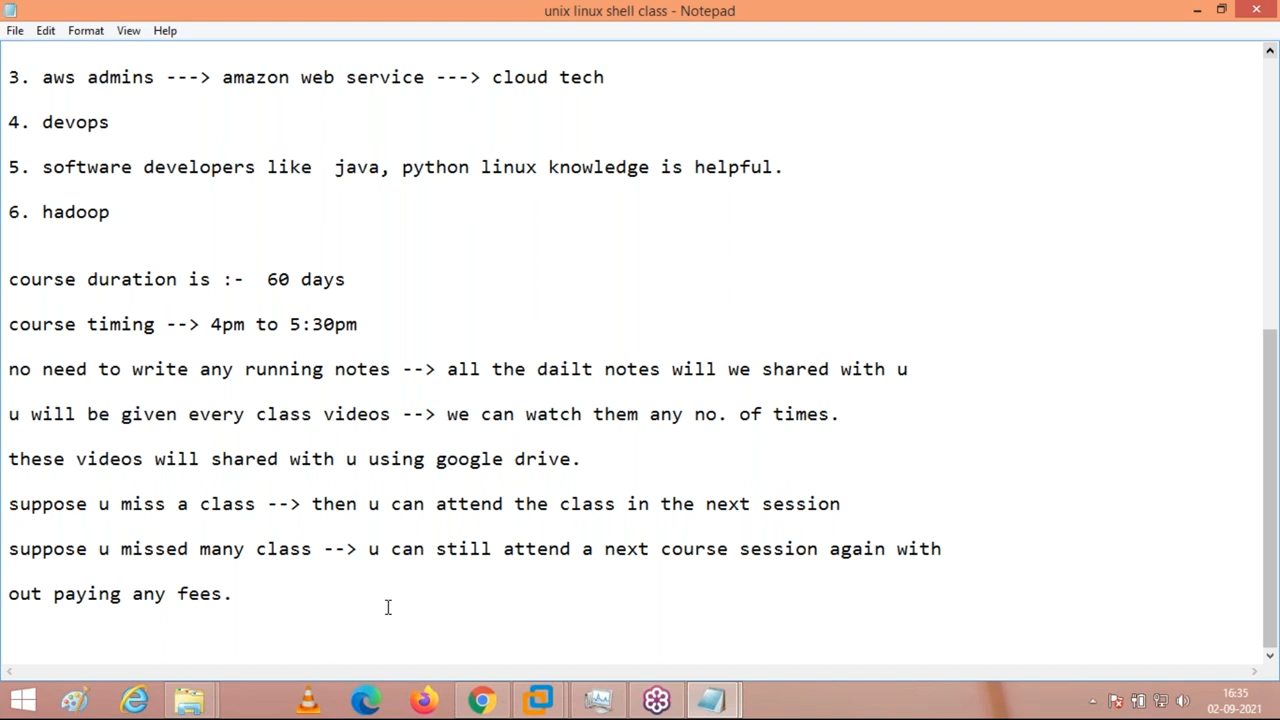 unix linux shell class - Notepad
File Edit Format View Help
3. aws admins ---> amazon web service ---> cloud tech
4. devops
5. software developers like  java, python linux knowledge is helpful.
6. hadoop
course duration is :-  60 days
course timing --> 4pm to 5:30pm
no need to write any running notes --> all the dailt notes will we shared with u
u will be given every class videos --> we can watch them any no. of times.
these videos will shared with u using google drive.
suppose u miss a class --> then u can attend the class in the next session
suppose u missed many class --> u can still attend a next course session again with
out paying any fees.
16:35
02-09-2021